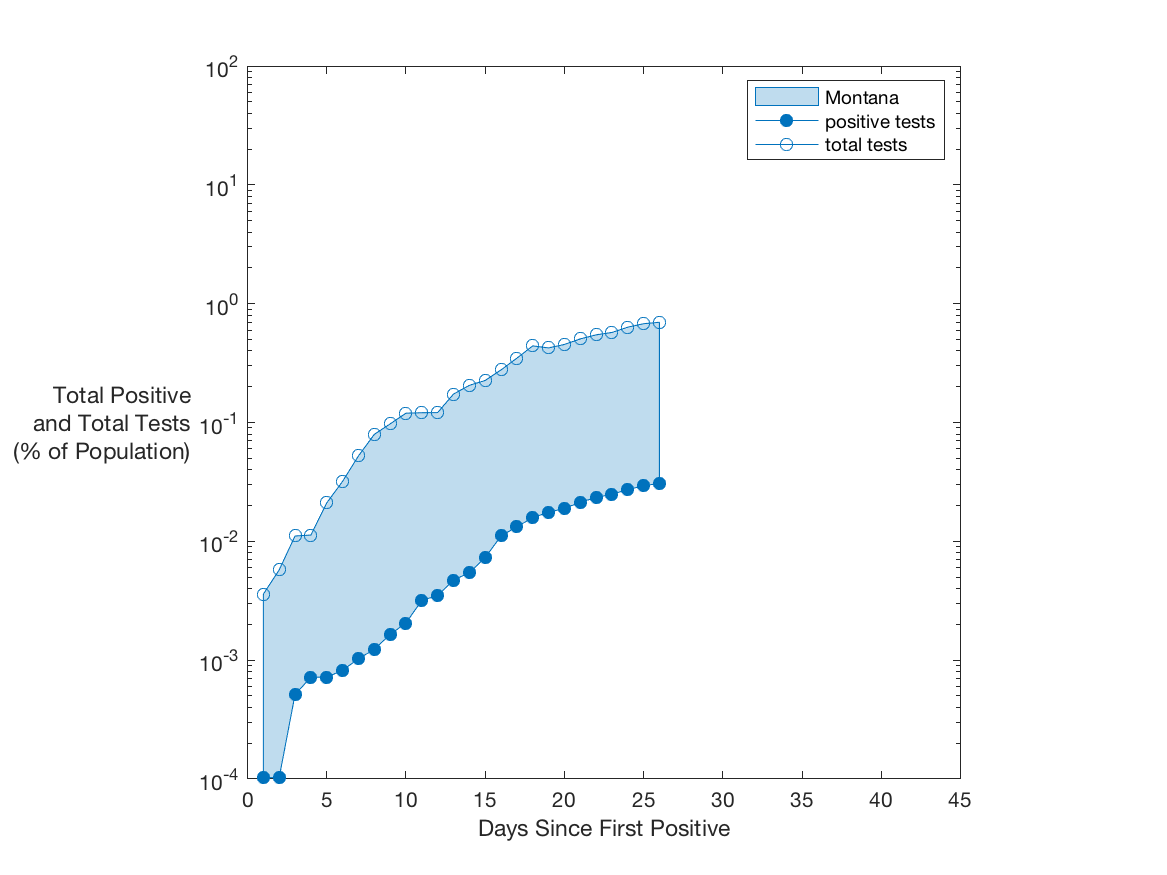 10^2
10^1
10^0
10^-1
10^-2
10^-3
10^-4
Total Positive
and Total Tests
(% of Population)
Montana
positive tests
total tests
0 5 10 15 20 25 30 35 40 45
Days Since First Positive